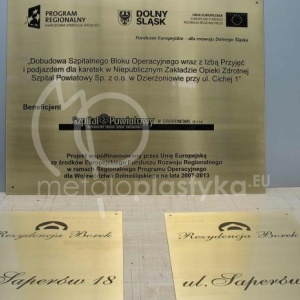 PROGRAM
REGIONALNY
DOLNY
ŚLĄSK
UNIA EUROPEJSKA
Fundusze Europejskie - dla rozwoju Dolnego Śląska
„Dobudowa Szpitalnego Bloku Operacyjnego wraz z Izbą Przyjęć
i podjazdem dla karetek w Niepublicznym Zakładzie Opieki Zdrotnej
Szpital Powiatowy Sp. z o.o. w Dzierżoniowie przy ul. Cichej 1"
Beneficjent
Szpital Powiatowy
Projekt współfinansowany przez Unię Europejską
ze środków Europejskiego Funduszu Rozwoju Regionalnego
w ramach Regionalnego Programu Operacyjnego
dla Województwa Dolnośląskiego na lata 2007-2013
metaloplastyka.EU
Rezydencja Borek
Saperów 18
Rezydencja Borek
ul. Saperów